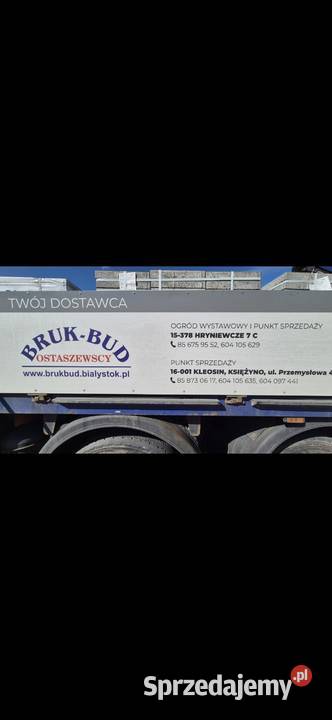 TWÓJ DOSTAWCA
BRUK-BUD
OSTASZEWSCY
www.brukbud.bialystok.pl
OGRÓD WYSTAWOWY I PUNKT SPRZEDAŻY
15-378 HRYNIEWCZE 7 C
85 675 95 52, 604 105 629
PUNKT SPRZEDAŻY
16-001 KLEOSIN, KSIĘŻYNO, ul. Przemysłowa 4
85 873 06 17, 604 105 635, 604 097 441
Sprzedajemy.pl